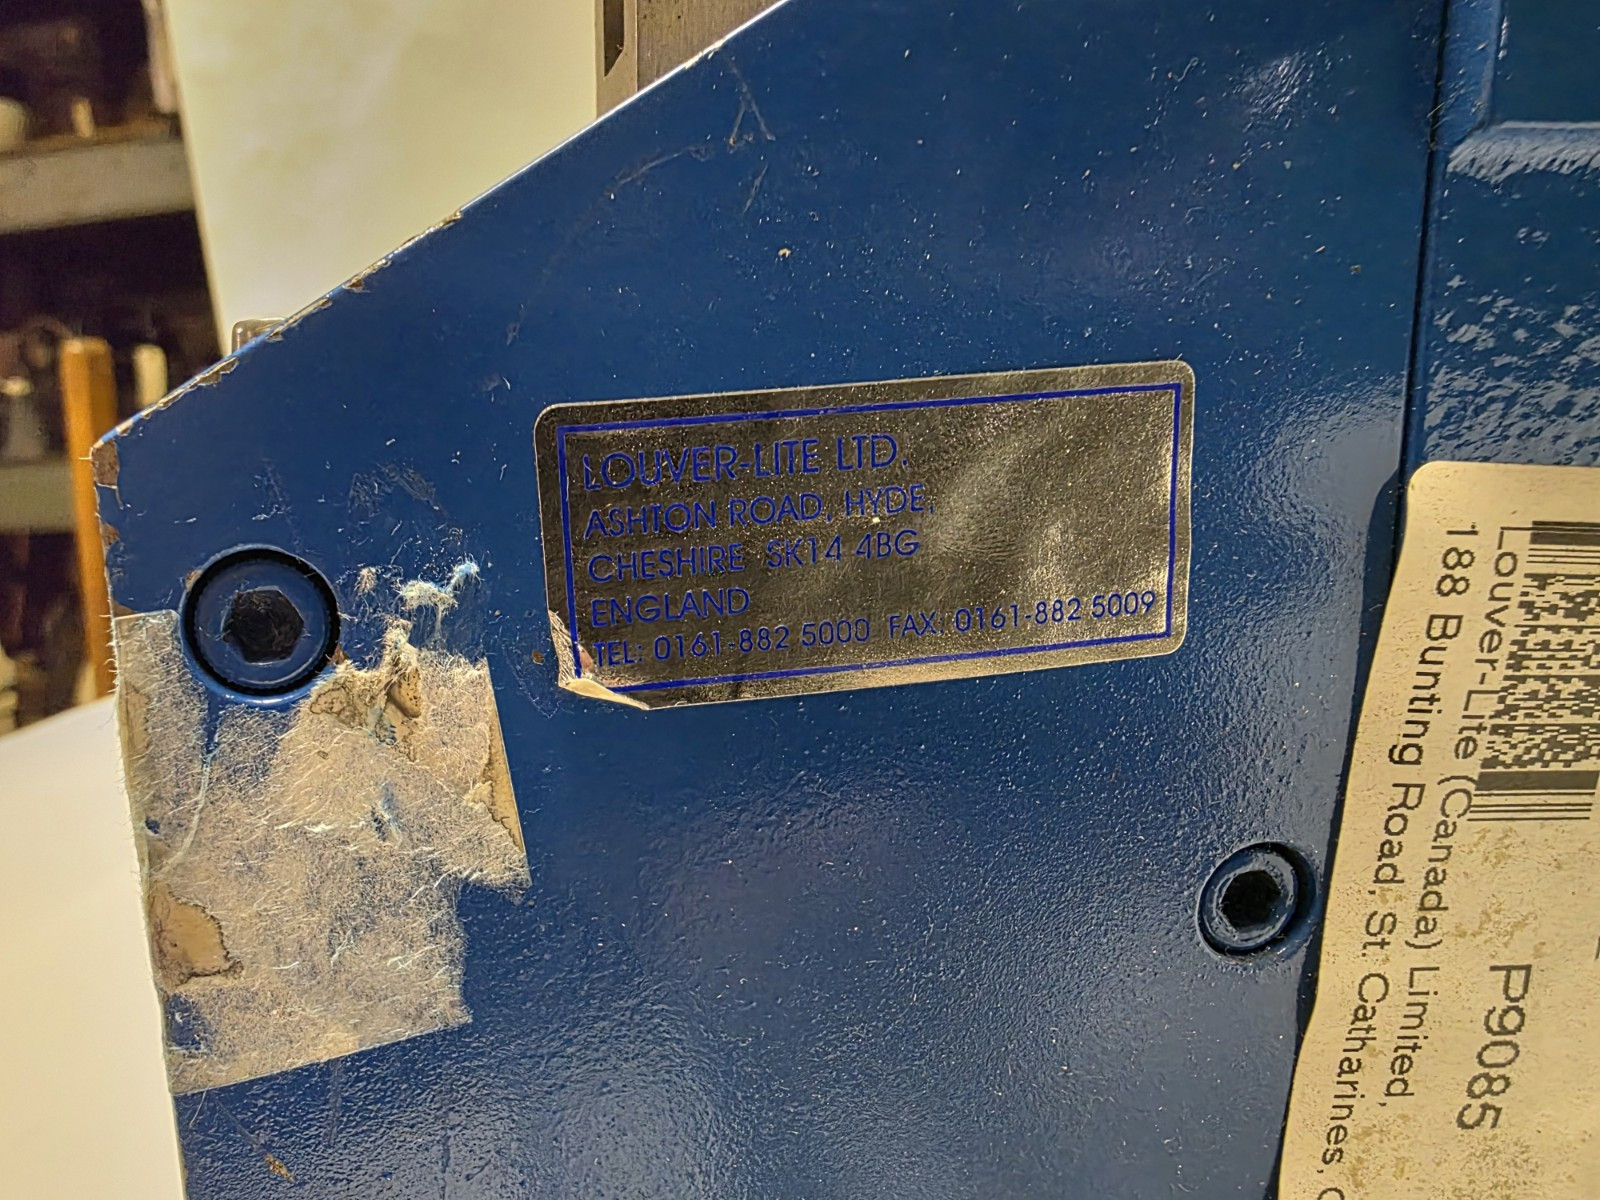 LOUVER-LITE LTD.
ASHTON ROAD, HYDE,
CHESHIRE SK14 4BG
ENGLAND
TEL: 0161-882 5000 FAX: 0161-882 5009
Louver-Lite (Canada) Limited,
188 Bunting Road, St. Catharines,
P9085